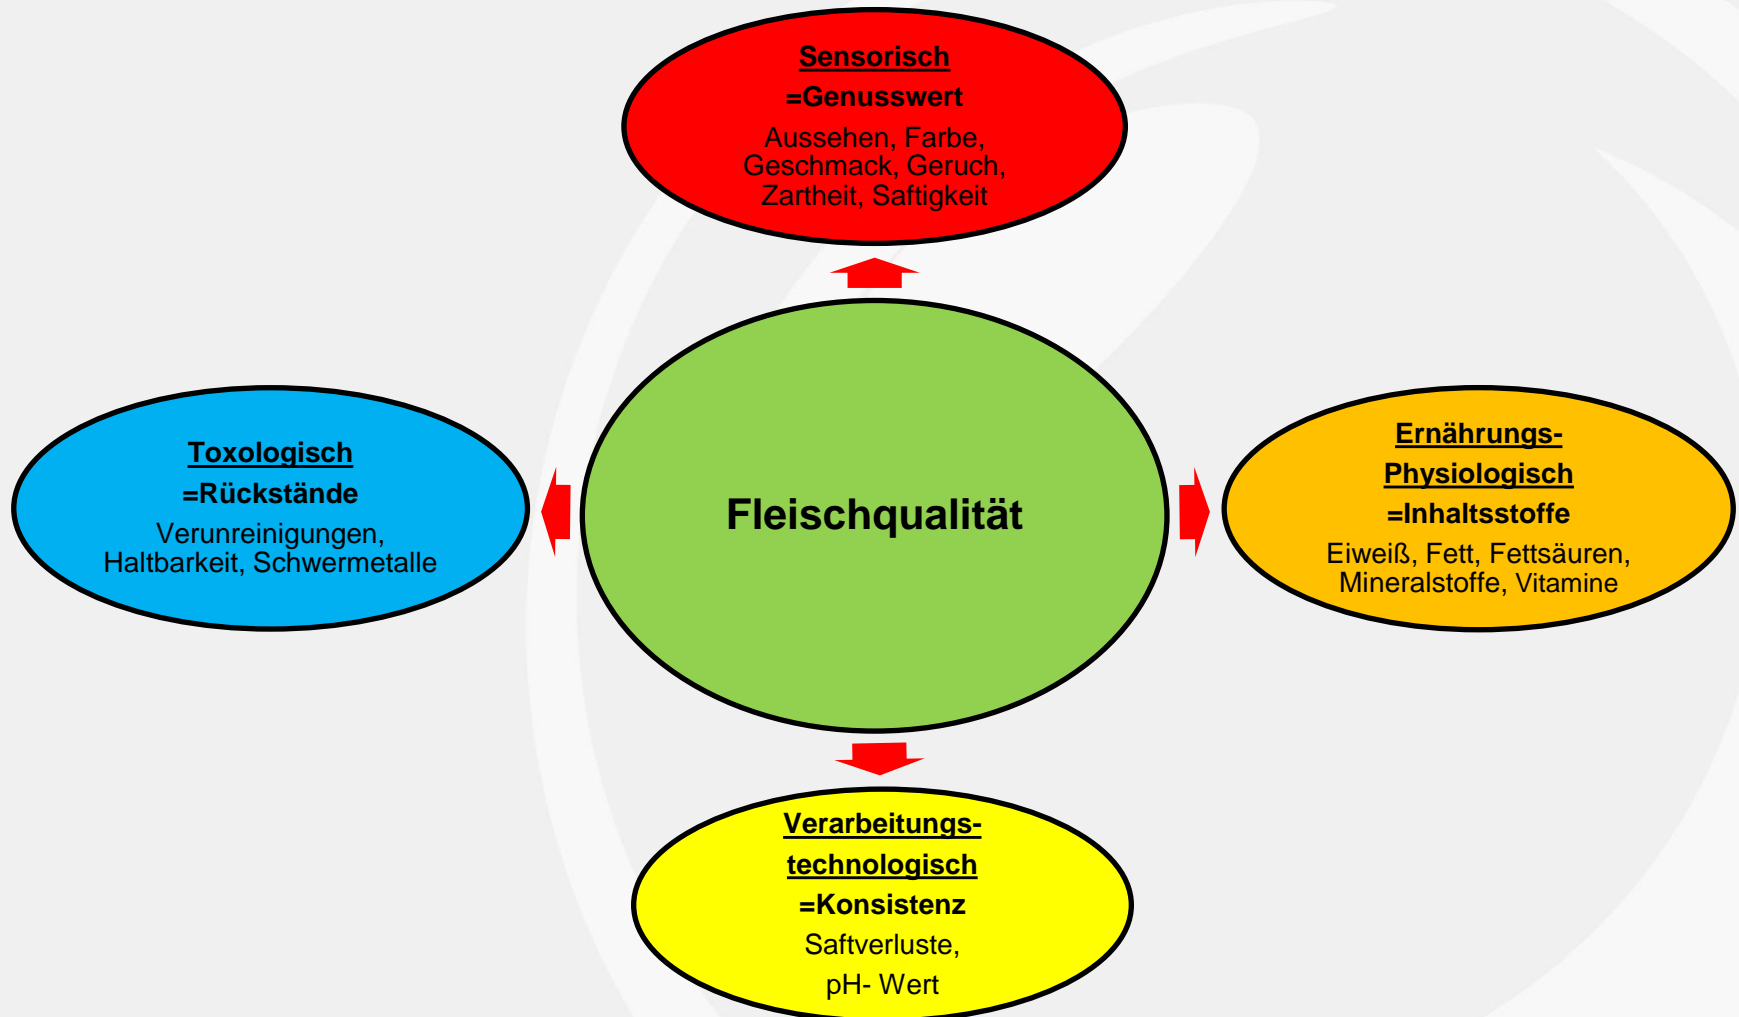 Sensorisch
=Genusswert
Aussehen, Farbe,
Geschmack, Geruch,
Zartheit, Saftigkeit
Toxologisch
=Rückstände
Verunreinigungen,
Haltbarkeit, Schwermetalle
Fleischqualität
Ernährungs-
Physiologisch
=Inhaltsstoffe
Eiweiß, Fett, Fettsäuren,
Mineralstoffe, Vitamine
Verarbeitungs-
technologisch
=Konsistenz
Saftverluste,
pH- Wert